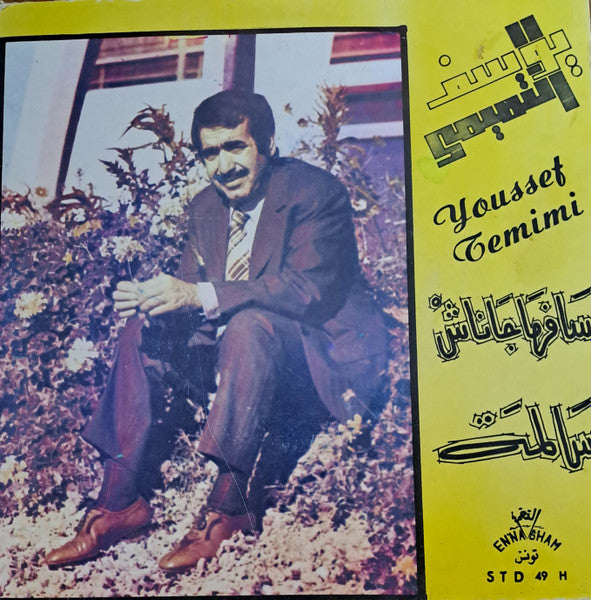 يوسف
التميمي
Youssef
Temimi
سافر ما جاناش
سالمة
النغم
ENNAGHAM
تونس
STD 49 H